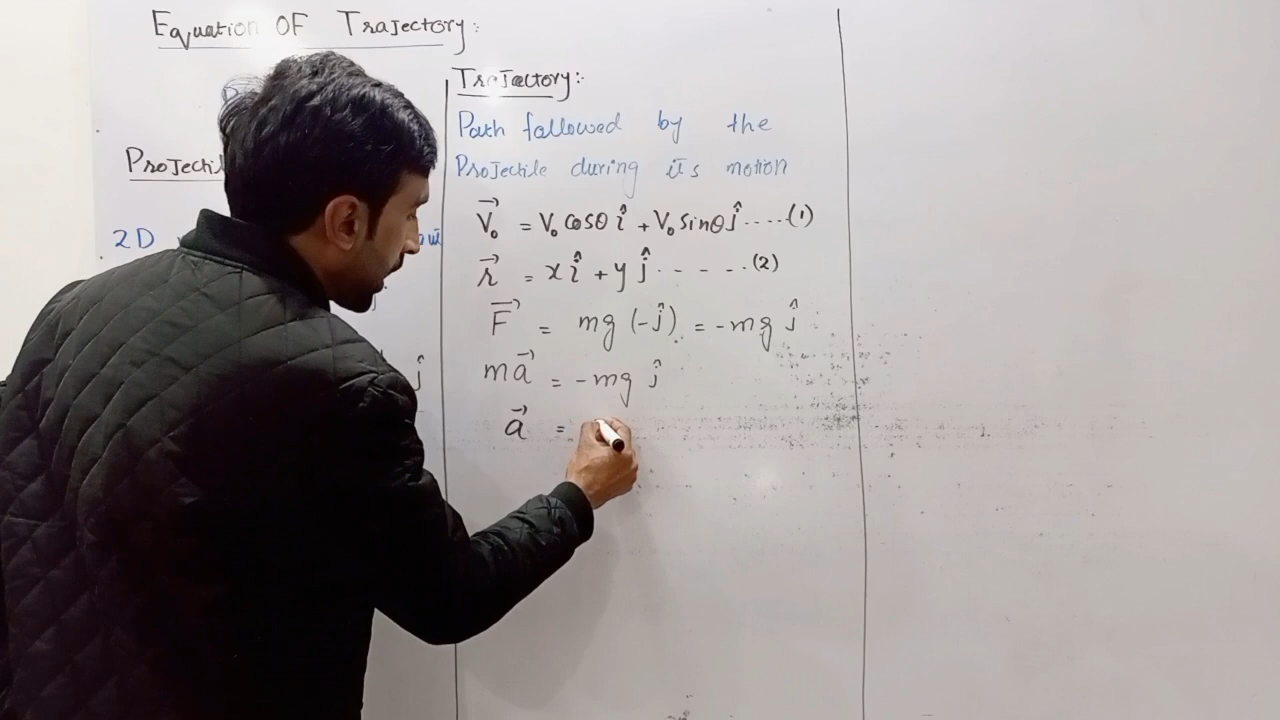 Equation OF Trajectory:
2D
ĵ
Trajectory:
Path followed by the
Projectile during its motion
V⃗₀ = V₀ cosθ î + V₀ sinθ ĵ ....(1)
r⃗ = x î + y ĵ - - - - - (2)
F⃗ = mg (-ĵ) = -mg ĵ
ma⃗ = -mg ĵ
a⃗ =